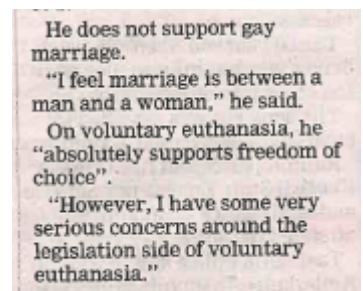 He does not support gay
marriage.
"I feel marriage is between a
man and a woman," he said.
On voluntary euthanasia, he
"absolutely supports freedom of
choice".
"However, I have some very
serious concerns around the
legislation side of voluntary
euthanasia."